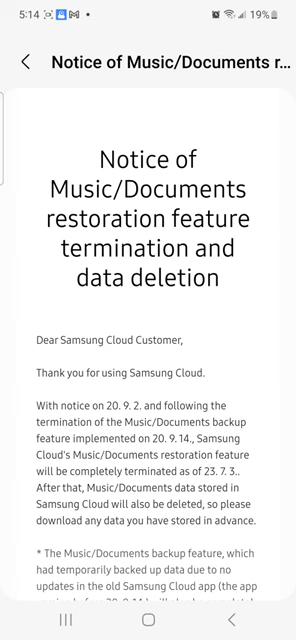 5:14
19%
Notice of Music/Documents r...
Notice of
Music/Documents
restoration feature
termination and
data deletion
Dear Samsung Cloud Customer,
Thank you for using Samsung Cloud.
With notice on 20. 9. 2. and following the
termination of the Music/Documents backup
feature implemented on 20. 9. 14., Samsung
Cloud's Music/Documents restoration feature
will be completely terminated as of 23. 7. 3..
After that, Music/Documents data stored in
Samsung Cloud will also be deleted, so please
download any data you have stored in advance.
* The Music/Documents backup feature, which
had temporarily backed up data due to no
updates in the old Samsung Cloud app (the app